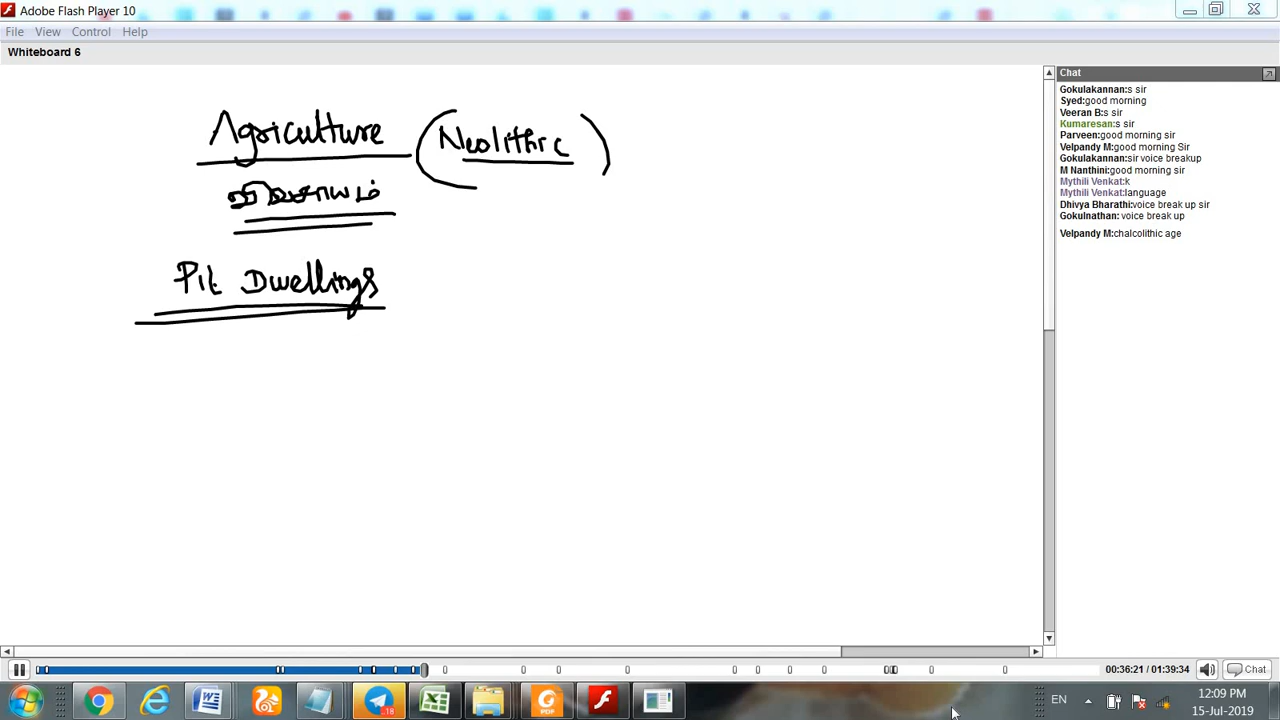 Adobe Flash Player 10
File View Control Help
Whiteboard 6
Agriculture (Neolithic)
விவசாயம்
Pit Dwellings
Chat
Gokulakannan:s sir
Syed:good morning
Veeran B:s sir
Kumaresan:s sir
Parveen:good morning sir
Velpandy M:good morning Sir
Gokulakannan:sir voice breakup
M Nanthini:good morning sir
Mythili Venkat:k
Mythili Venkat:language
Dhivya Bharathi:voice break up sir
Gokulnathan: voice break up
Velpandy M:chalcolithic age
00:36:21 / 01:39:34
Chat
18
EN
12:09 PM
15-Jul-2019